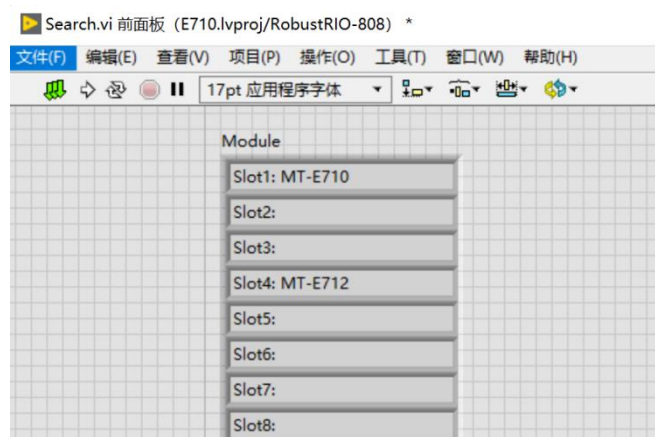 Search.vi 前面板（E710.lvproj/RobustRIO-808） *
文件(F) 编辑(E) 查看(V) 项目(P) 操作(O) 工具(T) 窗口(W) 帮助(H)
17pt 应用程序字体
Module
Slot1: MT-E710
Slot2:
Slot3:
Slot4: MT-E712
Slot5:
Slot6:
Slot7:
Slot8: